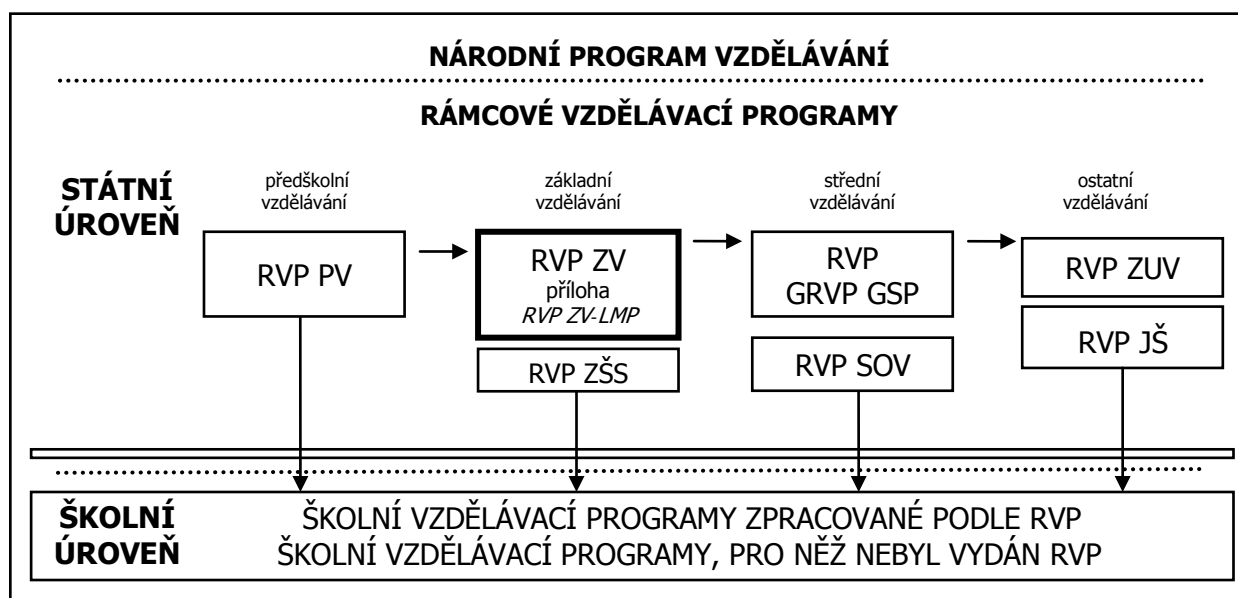 NÁRODNÍ PROGRAM VZDĚLÁVÁNÍ
RÁMCOVÉ VZDĚLÁVACÍ PROGRAMY
STÁTNÍ
ÚROVEŇ
předškolní
vzdělávání
základní
vzdělávání
střední
vzdělávání
ostatní
vzdělávání
RVP PV
RVP ZV
příloha
RVP ZV-LMP
RVP ZŠS
RVP
GRVP GSP
RVP SOV
RVP ZUV
RVP JŠ
ŠKOLNÍ
ÚROVEŇ
ŠKOLNÍ VZDĚLÁVACÍ PROGRAMY ZPRACOVANÉ PODLE RVP
ŠKOLNÍ VZDĚLÁVACÍ PROGRAMY, PRO NĚŽ NEBYL VYDÁN RVP